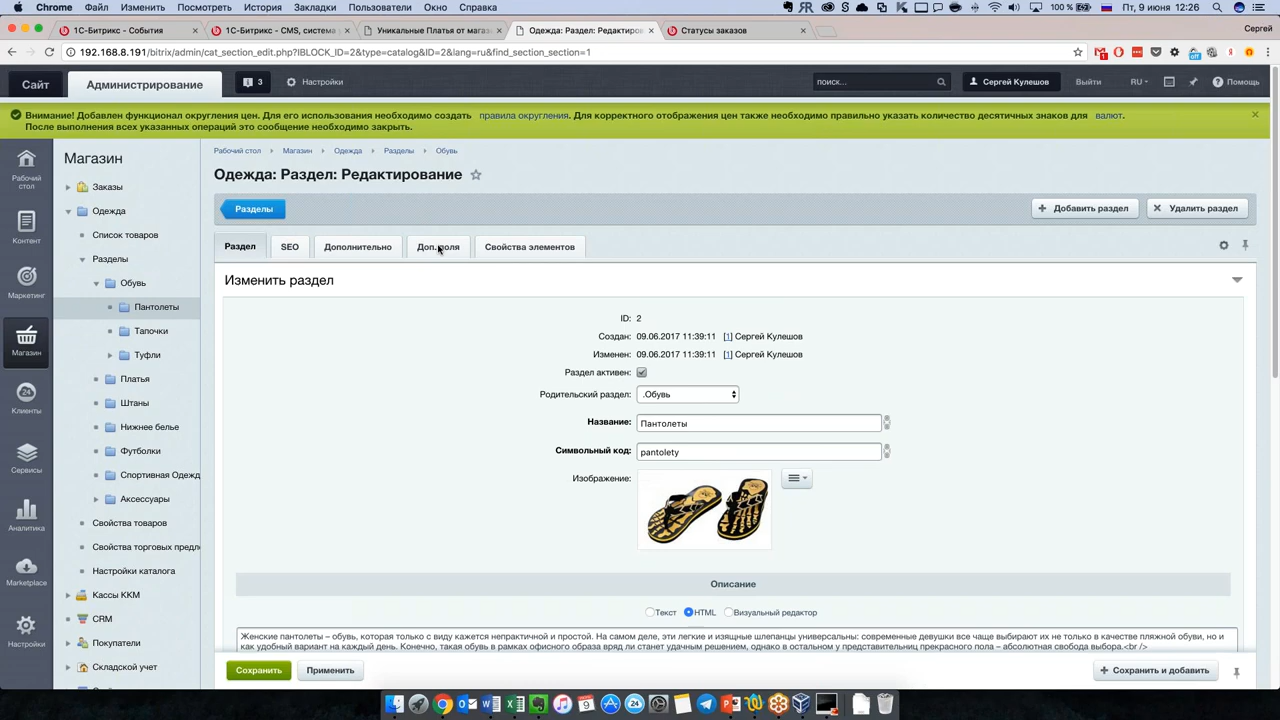 Chrome Файл Изменить Посмотреть История Закладки Пользователи Окно Справка 100 % Пт, 9 июня 12:26
1С-Битрикс - События
1С-Битрикс - CMS, система
Уникальные Платья от магаз
Одежда: Раздел: Редактиров
Статусы заказов
Сергей
192.168.8.191/bitrix/admin/cat_section_edit.php?IBLOCK_ID=2&type=catalog&ID=2&lang=ru&find_section_section=1
Сайт Администрирование 3 Настройки поиск... Сергей Кулешов Выйти RU Помощь
Внимание! Добавлен функционал округления цен. Для его использования необходимо создать правила округления. Для корректного отображения цен также необходимо правильно указать количество десятичных знаков для валют.
После выполнения всех указанных операций это сообщение необходимо закрыть.
Рабочий стол
Контент
Маркетинг
Магазин
Клиенты
24
Сервисы
Аналитика
Marketplace
Настройки
Магазин
Заказы
Одежда
Список товаров
Разделы
Обувь
Пантолеты
Тапочки
Туфли
Платья
Штаны
Нижнее белье
Футболки
Спортивная Одежд
Аксессуары
Свойства товаров
Свойства торговых предл
Настройки каталога
Кассы ККМ
CRM
Покупатели
Складской учет
Рабочий стол Магазин Одежда Разделы Обувь
Одежда: Раздел: Редактирование
Разделы Добавить раздел Удалить раздел
Раздел SEO Дополнительно Доп. поля Свойства элементов
Изменить раздел
ID: 2
Создан: 09.06.2017 11:39:11 [1] Сергей Кулешов
Изменен: 09.06.2017 11:39:11 [1] Сергей Кулешов
Раздел активен:
Родительский раздел: .Обувь
Название: Пантолеты
Символьный код: pantolety
Изображение:
Описание
Текст HTML Визуальный редактор
Женские пантолеты – обувь, которая только с виду кажется непрактичной и простой. На самом деле, эти легкие и изящные шлепанцы универсальны: современные девушки все чаще выбирают их не только в качестве пляжной обуви, но и
как удобный вариант на каждый день. Конечно, такая обувь в рамках офисного образа вряд ли станет удачным решением, однако в остальном у представительниц прекрасного пола – абсолютная свобода выбора.<br />
Сохранить Применить Сохранить и добавить